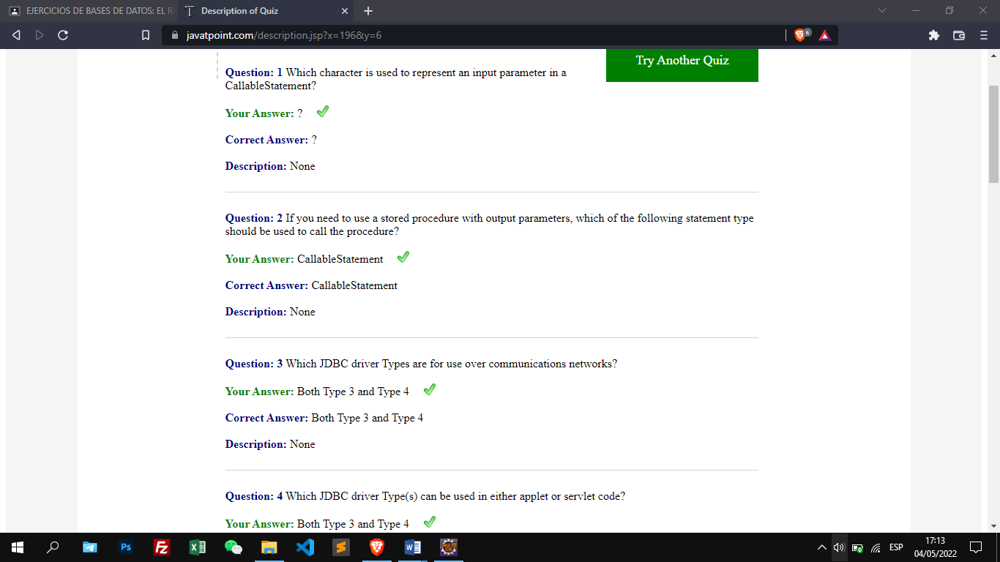 EJERCICIOS DE BASES DE DATOS: EL R
Description of Quiz
javatpoint.com/description.jsp?x=196&y=6
6
Try Another Quiz
Question: 1 Which character is used to represent an input parameter in a
CallableStatement?
Your Answer: ?
Correct Answer: ?
Description: None
Question: 2 If you need to use a stored procedure with output parameters, which of the following statement type
should be used to call the procedure?
Your Answer: CallableStatement
Correct Answer: CallableStatement
Description: None
Question: 3 Which JDBC driver Types are for use over communications networks?
Your Answer: Both Type 3 and Type 4
Correct Answer: Both Type 3 and Type 4
Description: None
Question: 4 Which JDBC driver Type(s) can be used in either applet or servlet code?
Your Answer: Both Type 3 and Type 4
Ps
Fz
ESP
17:13
04/05/2022